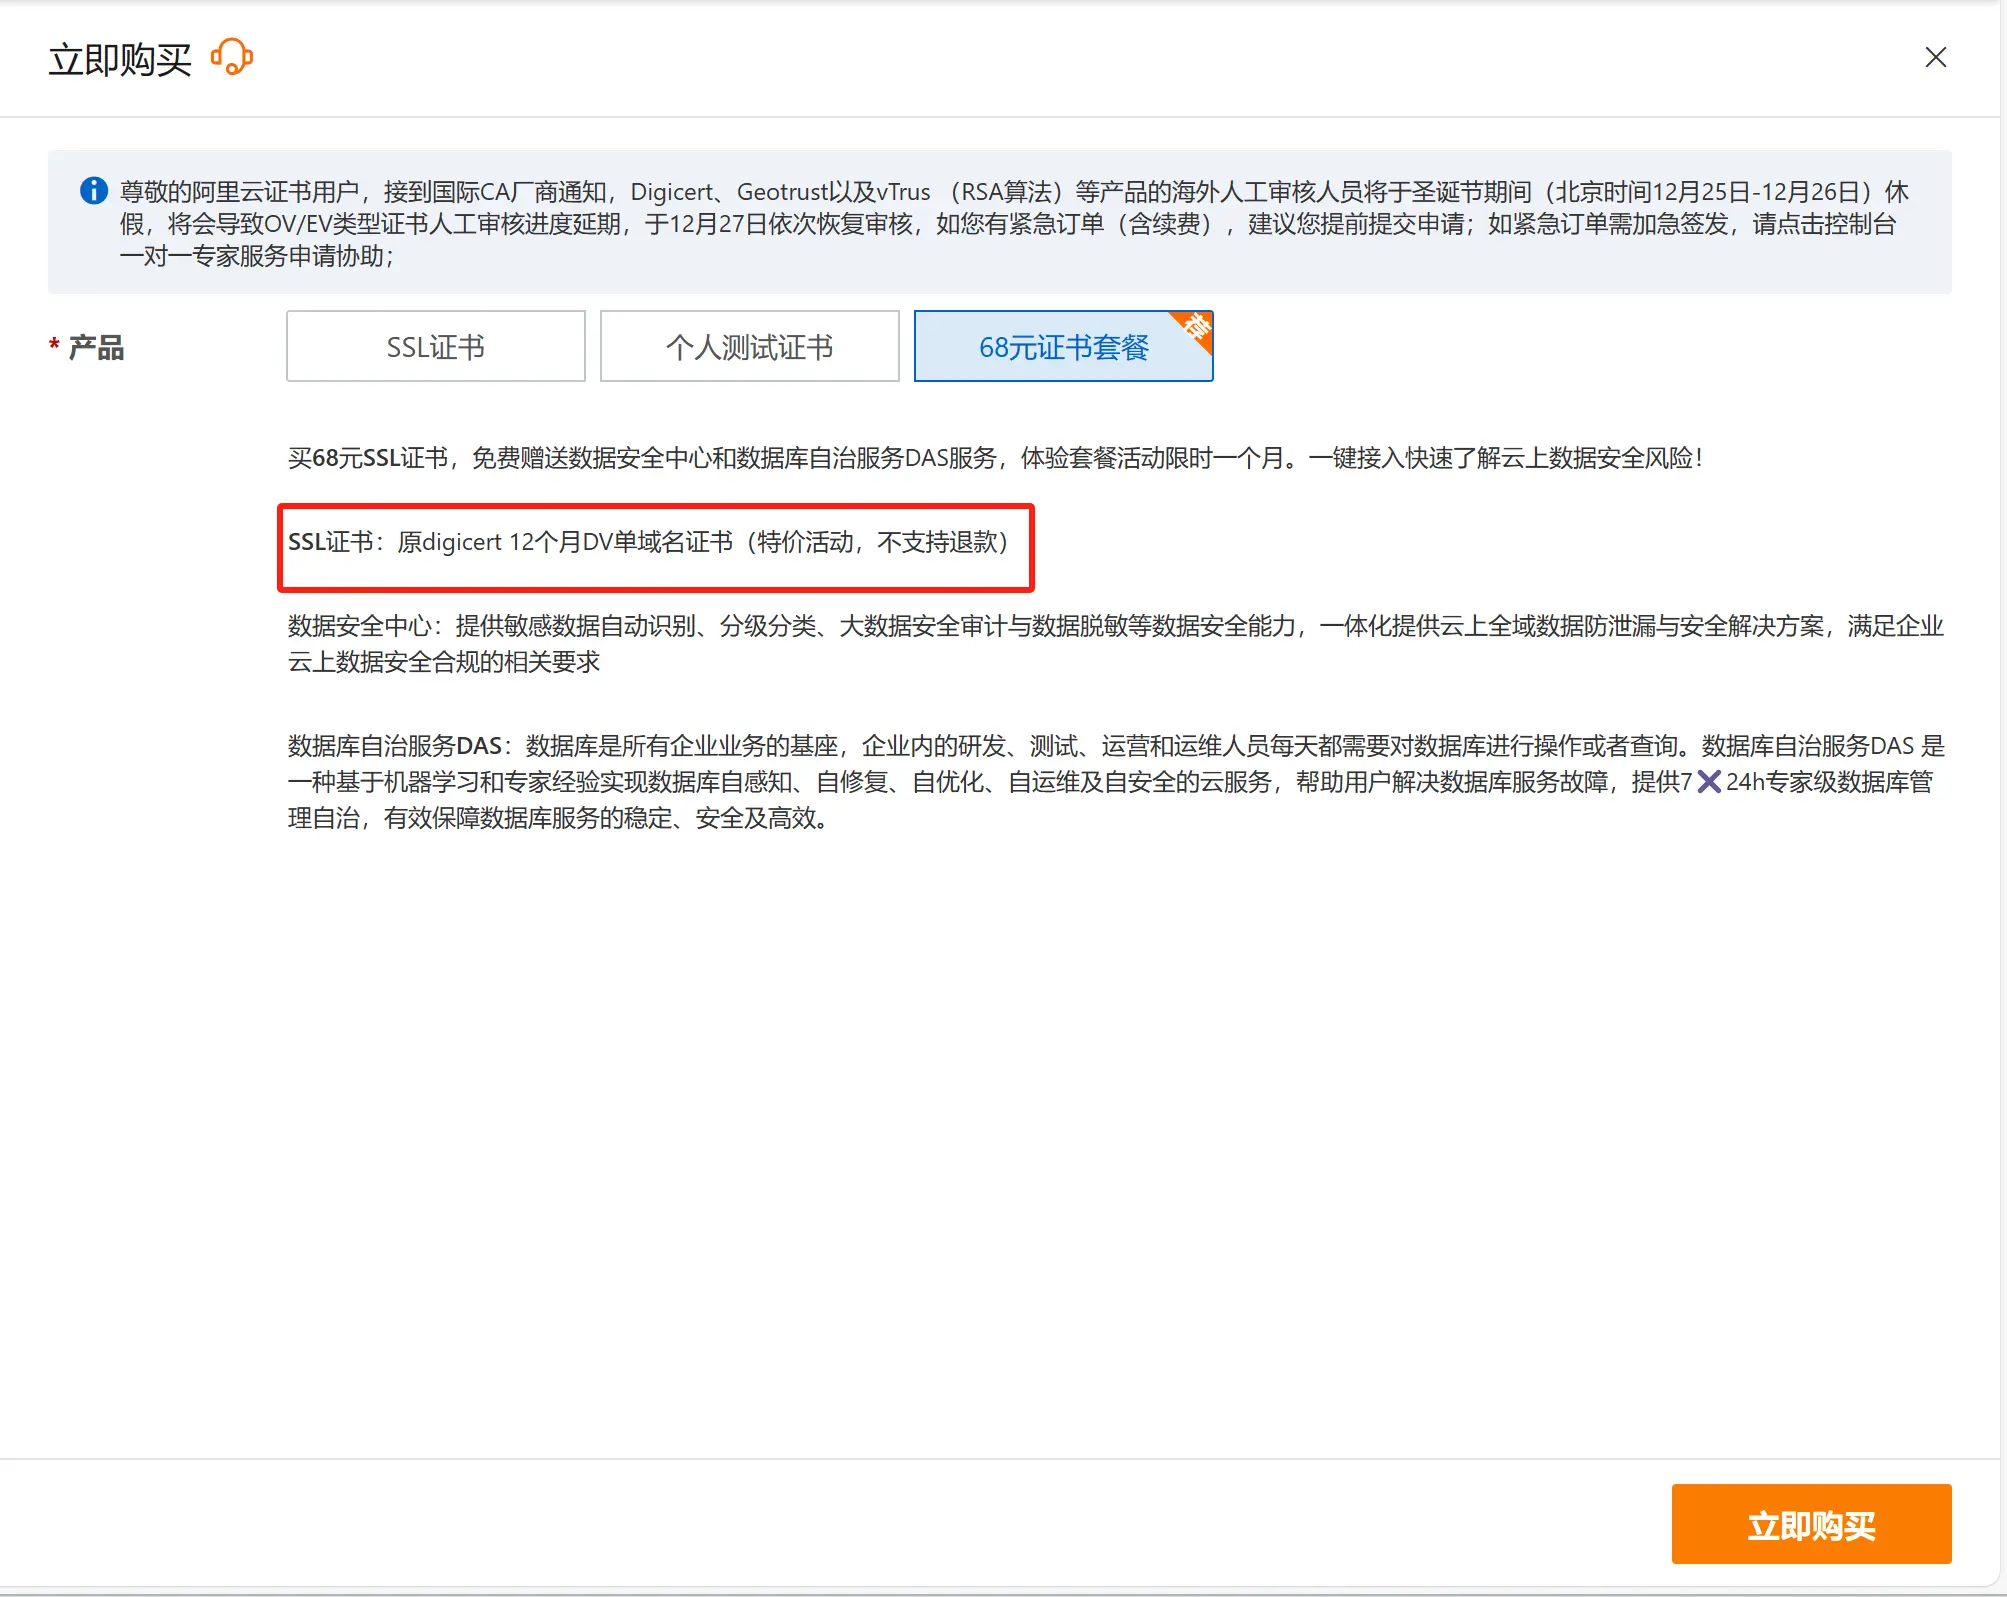 立即购买
尊敬的阿里云证书用户，接到国际CA厂商通知，Digicert、Geotrust以及vTrus （RSA算法）等产品的海外人工审核人员将于圣诞节期间（北京时间12月25日-12月26日）休
假，将会导致OV/EV类型证书人工审核进度延期，于12月27日依次恢复审核，如您有紧急订单（含续费），建议您提前提交申请；如紧急订单需加急签发，请点击控制台
一对一专家服务申请协助；
* 产品
SSL证书
个人测试证书
68元证书套餐
荐
买68元SSL证书，免费赠送数据安全中心和数据库自治服务DAS服务，体验套餐活动限时一个月。一键接入快速了解云上数据安全风险！
SSL证书：原digicert 12个月DV单域名证书（特价活动，不支持退款）
数据安全中心：提供敏感数据自动识别、分级分类、大数据安全审计与数据脱敏等数据安全能力，一体化提供云上全域数据防泄漏与安全解决方案，满足企业
云上数据安全合规的相关要求
数据库自治服务DAS：数据库是所有企业业务的基座，企业内的研发、测试、运营和运维人员每天都需要对数据库进行操作或者查询。数据库自治服务DAS 是
一种基于机器学习和专家经验实现数据库自感知、自修复、自优化、自运维及自安全的云服务，帮助用户解决数据库服务故障，提供7✖️24h专家级数据库管
理自治，有效保障数据库服务的稳定、安全及高效。
立即购买